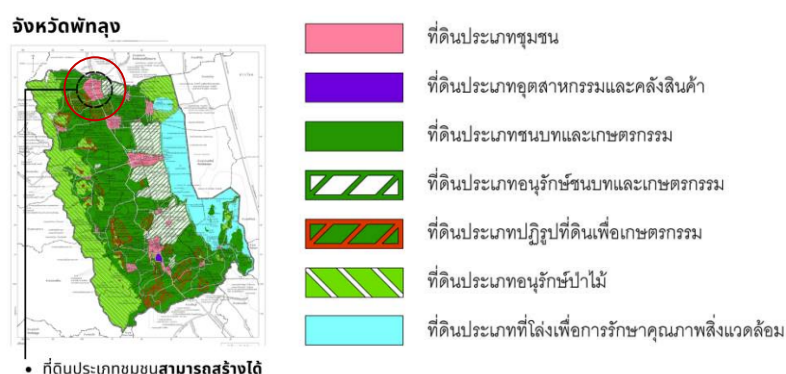 จังหวัดพัทลุง
ที่ดินประเภทชุมชน
ที่ดินประเภทอุตสาหกรรมและคลังสินค้า
ที่ดินประเภทชนบทและเกษตรกรรม
ที่ดินประเภทอนุรักษ์ชนบทและเกษตรกรรม
ที่ดินประเภทปฏิรูปที่ดินเพื่อเกษตรกรรม
ที่ดินประเภทอนุรักษ์ป่าไม้
ที่ดินประเภทที่โล่งเพื่อการรักษาคุณภาพสิ่งแวดล้อม
• ที่ดินประเภทชุมชนสามารถสร้างได้